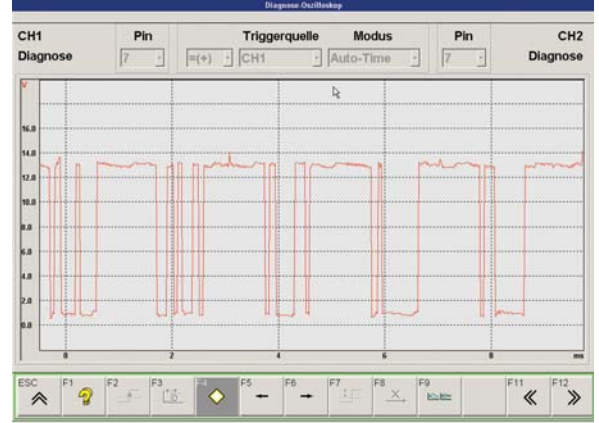 Diagnose-Oszilloskop
CH1 Pin Triggerquelle Modus Pin CH2
Diagnose 7 =(+) CH1 Auto-Time 7 Diagnose
V
16.0
14.0
12.0
10.0
8.0
6.0
4.0
2.0
0.0
0 2 4 6 8 ms
ESC F1 F2 F3 F4 F5 F6 F7 F8 F9 F11 F12